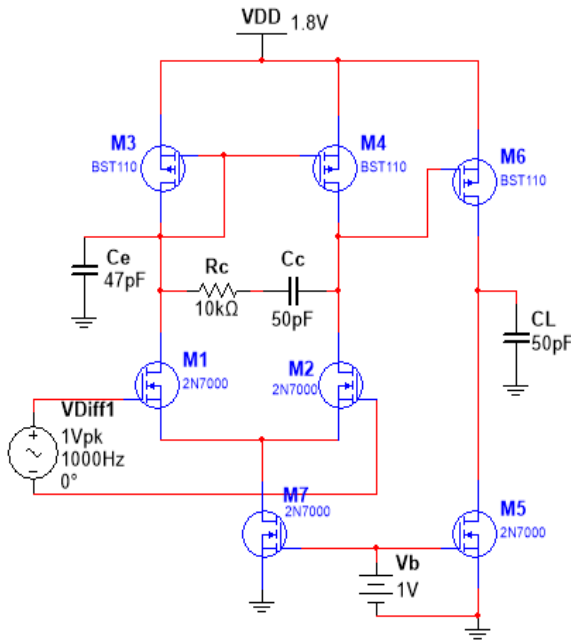 VDD 1.8V
M3
BST110
M4
BST110
M6
BST110
Ce
47pF
Rc
10kΩ
Cc
50pF
CL
50pF
M1
2N7000
M2
2N7000
VDiff1
1Vpk
1000Hz
0°
M7
2N7000
M5
2N7000
Vb
1V